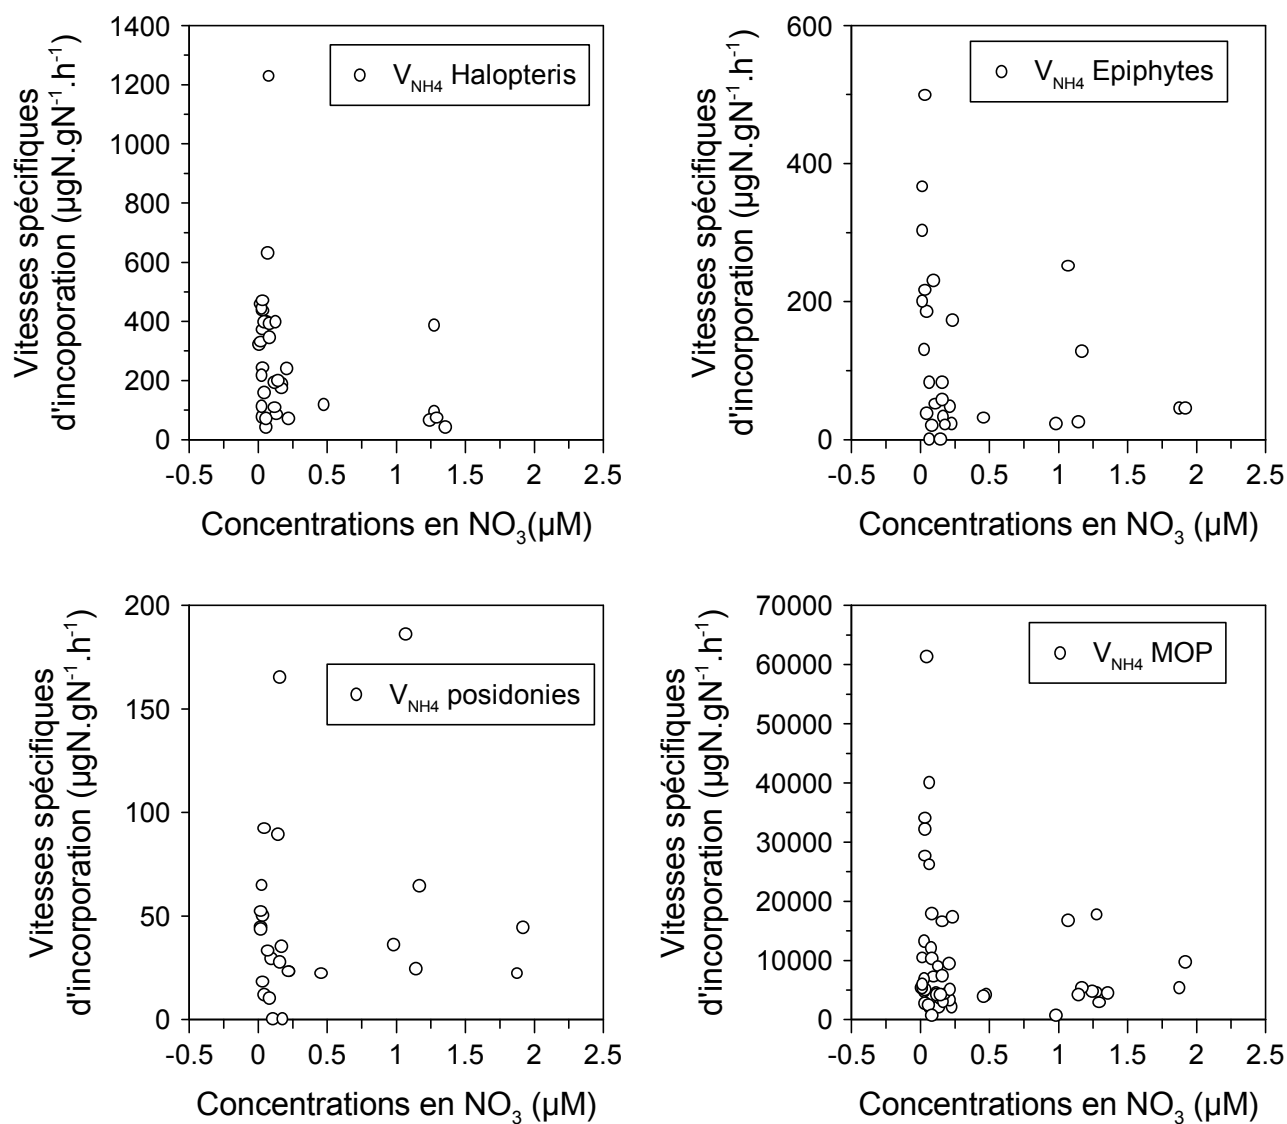 Vitesses spécifiques
d'incoporation (µgN.gN⁻¹.h⁻¹)
1400
1200
1000
800
600
400
200
0
V_NH4 Halopteris
-0.5 0 0.5 1 1.5 2 2.5
Concentrations en NO₃(µM)
Vitesses spécifiques
d'incorporation (µgN.gN⁻¹.h⁻¹)
600
400
200
0
V_NH4 Epiphytes
-0.5 0 0.5 1 1.5 2 2.5
Concentrations en NO₃ (µM)
Vitesses spécifiques
d'incorporation (µgN.gN⁻¹.h⁻¹)
200
150
100
50
0
V_NH4 posidonies
-0.5 0 0.5 1 1.5 2 2.5
Concentrations en NO₃ (µM)
Vitesses spécifiques
d'incorporation (µgN.gN⁻¹.h⁻¹)
70000
60000
50000
40000
30000
20000
10000
0
V_NH4 MOP
-0.5 0 0.5 1 1.5 2 2.5
Concentrations en NO₃ (µM)